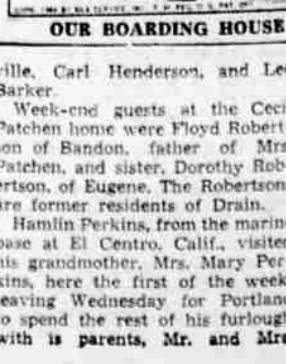 OUR BOARDING HOUSE
ville, Carl Henderson, and Le
Barker.
Week-end guests at the Ceci
Patchen home were Floyd Robert
son of Bandon, father of Mrs
Patchen, and sister, Dorothy Rob
ertson, of Eugene. The Robertson
are former residents of Drain.
Hamlin Perkins, from the marine
base at El Centro, Calif., visited
his grandmother, Mrs. Mary Per
kins, here the first of the week
leaving Wednesday for Portland
to spend the rest of his furlough
with is parents, Mr. and Mrs